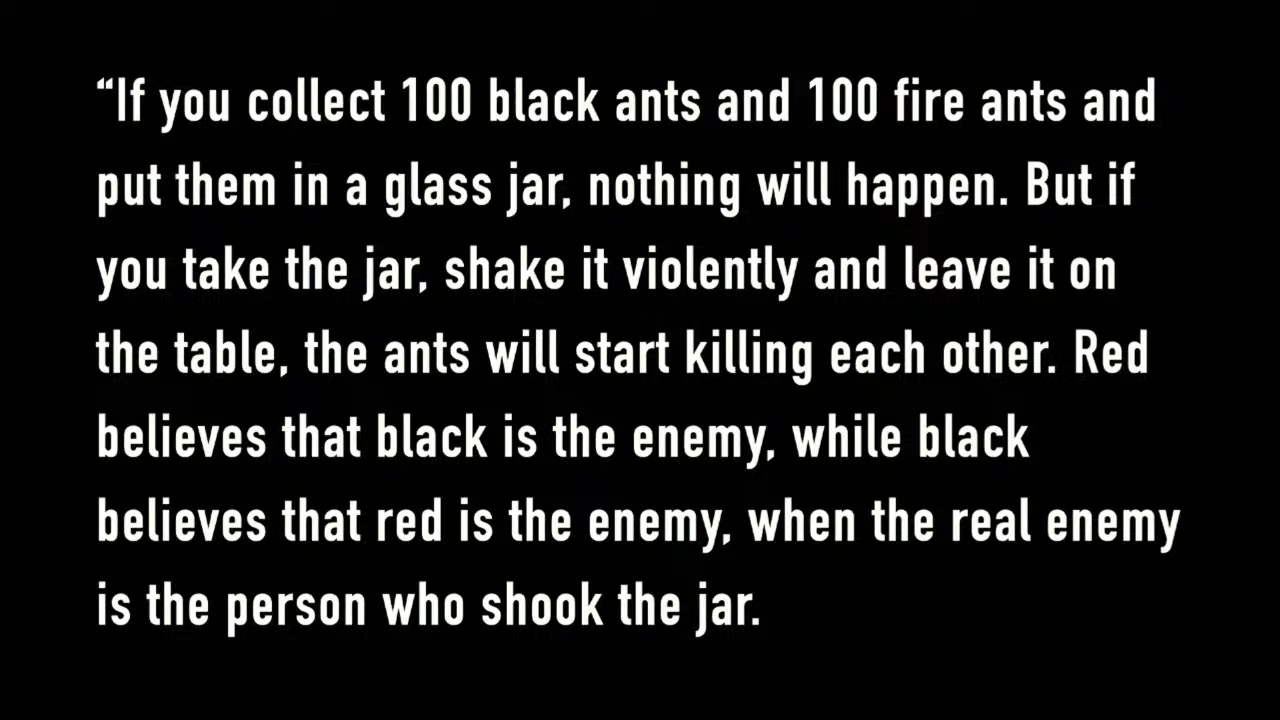 “If you collect 100 black ants and 100 fire ants and
put them in a glass jar, nothing will happen. But if
you take the jar, shake it violently and leave it on
the table, the ants will start killing each other. Red
believes that black is the enemy, while black
believes that red is the enemy, when the real enemy
is the person who shook the jar.